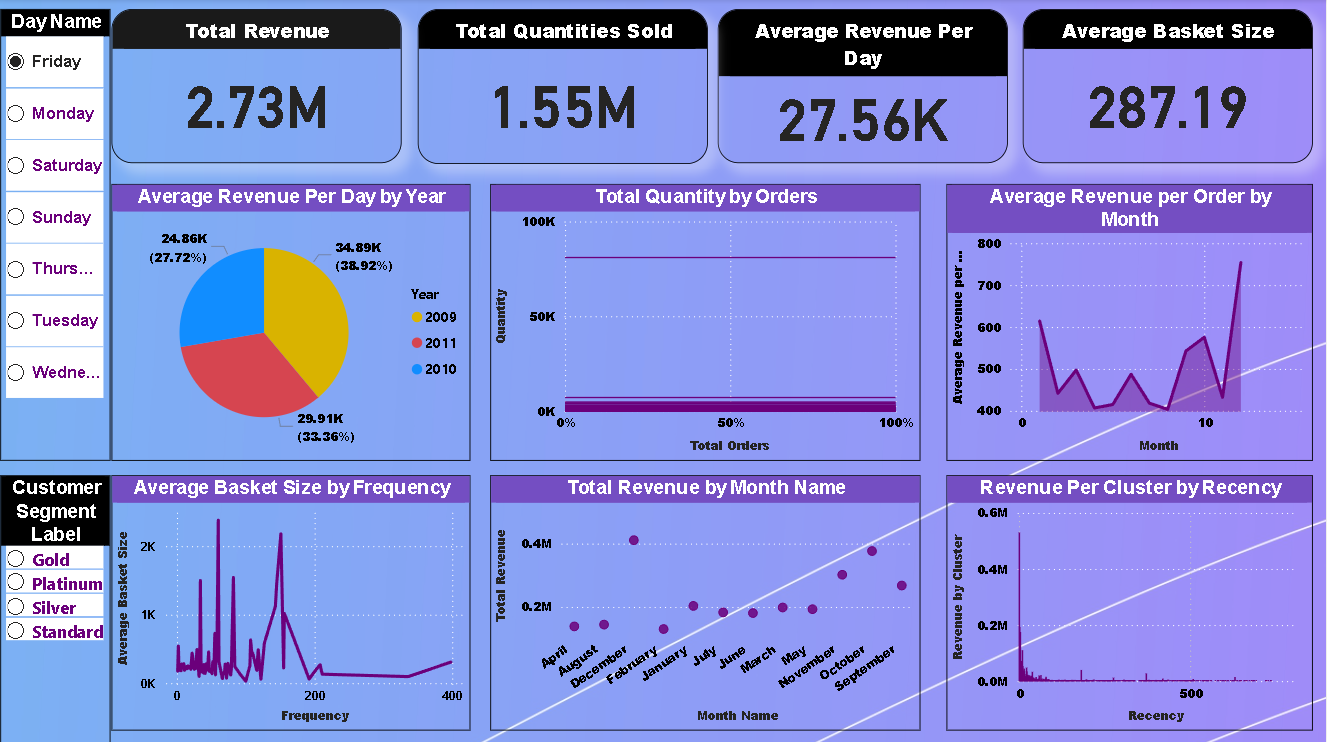 Day Name
Friday
Monday
Saturday
Sunday
Thurs...
Tuesday
Wedne...
Total Revenue
2.73M
Total Quantities Sold
1.55M
Average Revenue Per
Day
27.56K
Average Basket Size
287.19
Average Revenue Per Day by Year
24.86K
(27.72%)
34.89K
(38.92%)
29.91K
(33.36%)
Year
2009
2011
2010
Total Quantity by Orders
Quantity
100K
50K
0K
0%
50%
100%
Total Orders
Average Revenue per Order by
Month
Average Revenue per ...
800
700
600
500
400
0
10
Month
Customer
Segment
Label
Gold
Platinum
Silver
Standard
Average Basket Size by Frequency
Average Basket Size
2K
1K
0K
0
200
400
Frequency
Total Revenue by Month Name
Total Revenue
0.4M
0.2M
April
August
December
February
January
July
June
March
May
November
October
September
Month Name
Revenue Per Cluster by Recency
Revenue by Cluster
0.6M
0.4M
0.2M
0.0M
0
500
Recency